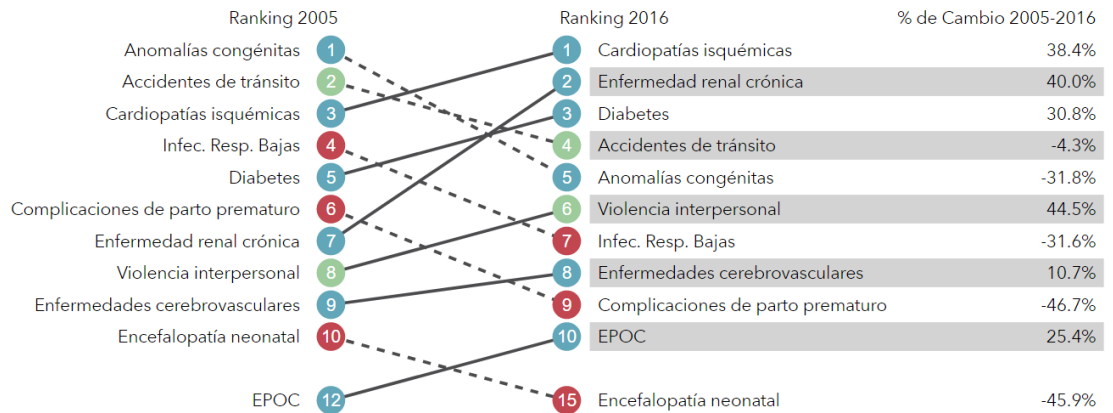 Ranking 2005 Ranking 2016 % de Cambio 2005-2016
Anomalías congénitas 1 1 Cardiopatías isquémicas 38.4%
Accidentes de tránsito 2 2 Enfermedad renal crónica 40.0%
Cardiopatías isquémicas 3 3 Diabetes 30.8%
Infec. Resp. Bajas 4 4 Accidentes de tránsito -4.3%
Diabetes 5 5 Anomalías congénitas -31.8%
Complicaciones de parto prematuro 6 6 Violencia interpersonal 44.5%
Enfermedad renal crónica 7 7 Infec. Resp. Bajas -31.6%
Violencia interpersonal 8 8 Enfermedades cerebrovasculares 10.7%
Enfermedades cerebrovasculares 9 9 Complicaciones de parto prematuro -46.7%
Encefalopatía neonatal 10 10 EPOC 25.4%
EPOC 12 15 Encefalopatía neonatal -45.9%